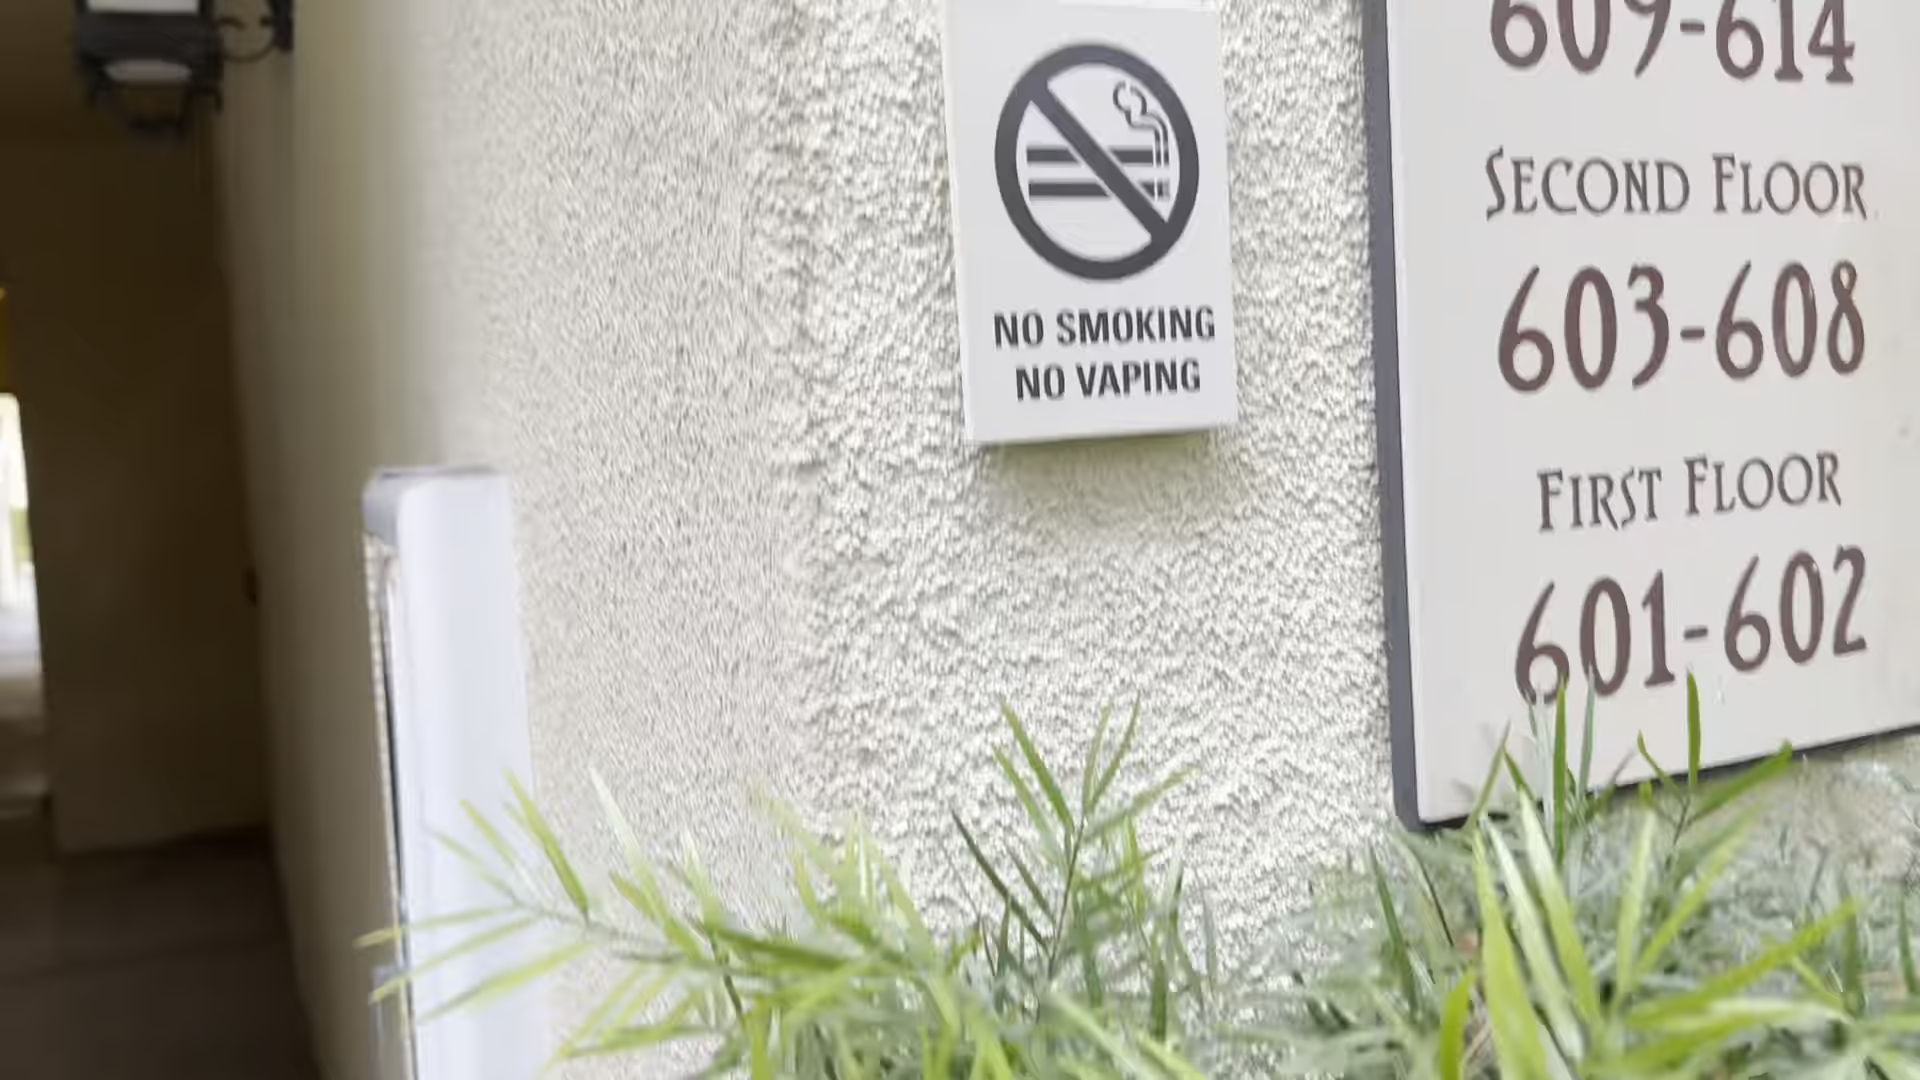 NO SMOKING
NO VAPING
609-614
SECOND FLOOR
603-608
FIRST FLOOR
601-602